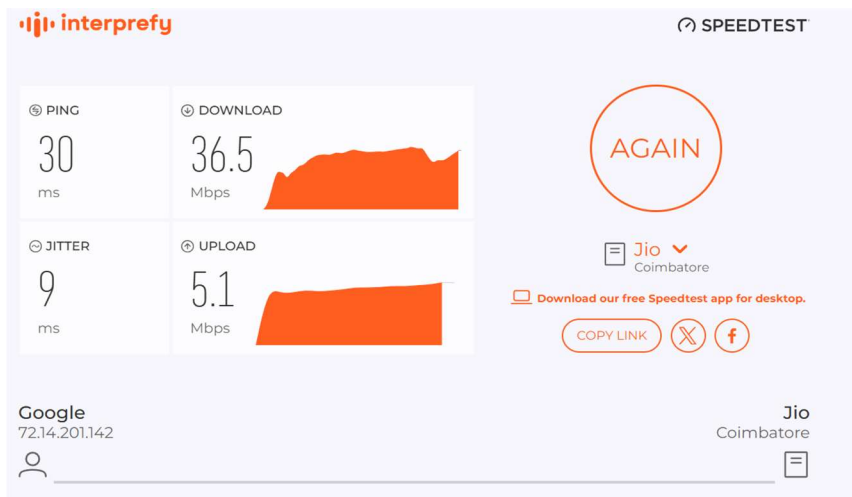 interprefy
SPEEDTEST
PING
30
ms
DOWNLOAD
36.5
Mbps
JITTER
9
ms
UPLOAD
5.1
Mbps
AGAIN
Jio
Coimbatore
Download our free Speedtest app for desktop.
COPY LINK
X
f
Google
72.14.201.142
Jio
Coimbatore